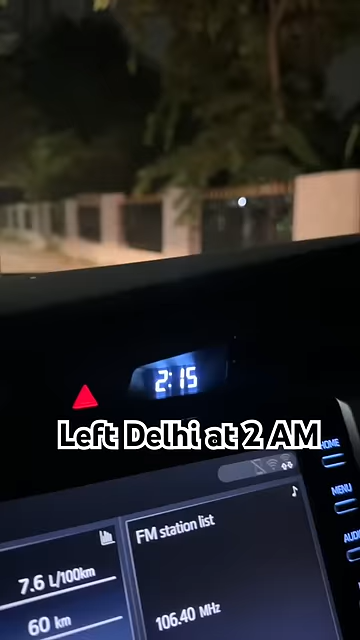 2:15
Left Delhi at 2 AM
HOME
MENU
FM station list
7.6 L/100km
60 km
106.40 MHz